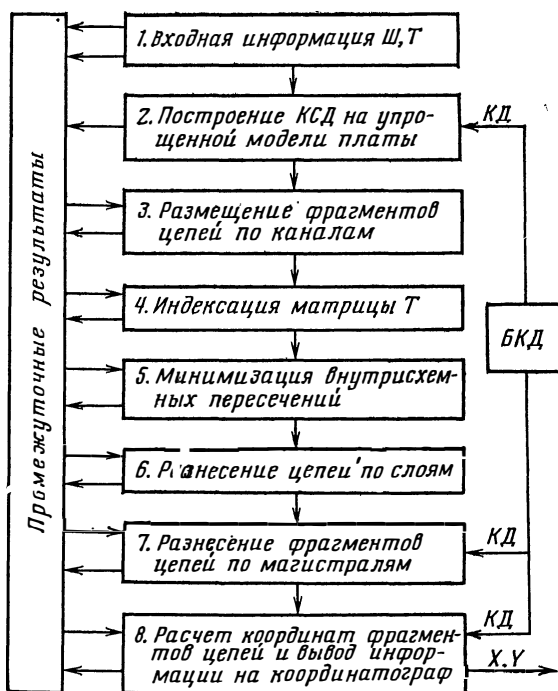 Промежуточные результаты
1. Входная информация Ш,Т
2. Построение КСД на упро-
щенной модели платы
КД
3. Размещение фрагментов
цепей по каналам
4. Индексация матрицы Т
БКД
5. Минимизация внутрисхем-
ных пересечений
6. Разнесение цепей по слоям
7. Разнесение фрагментов
цепей по магистралям
КД
8. Расчет координат фрагмен-
тов цепей и вывод инфор-
мации на координатограф
КД
X,Y